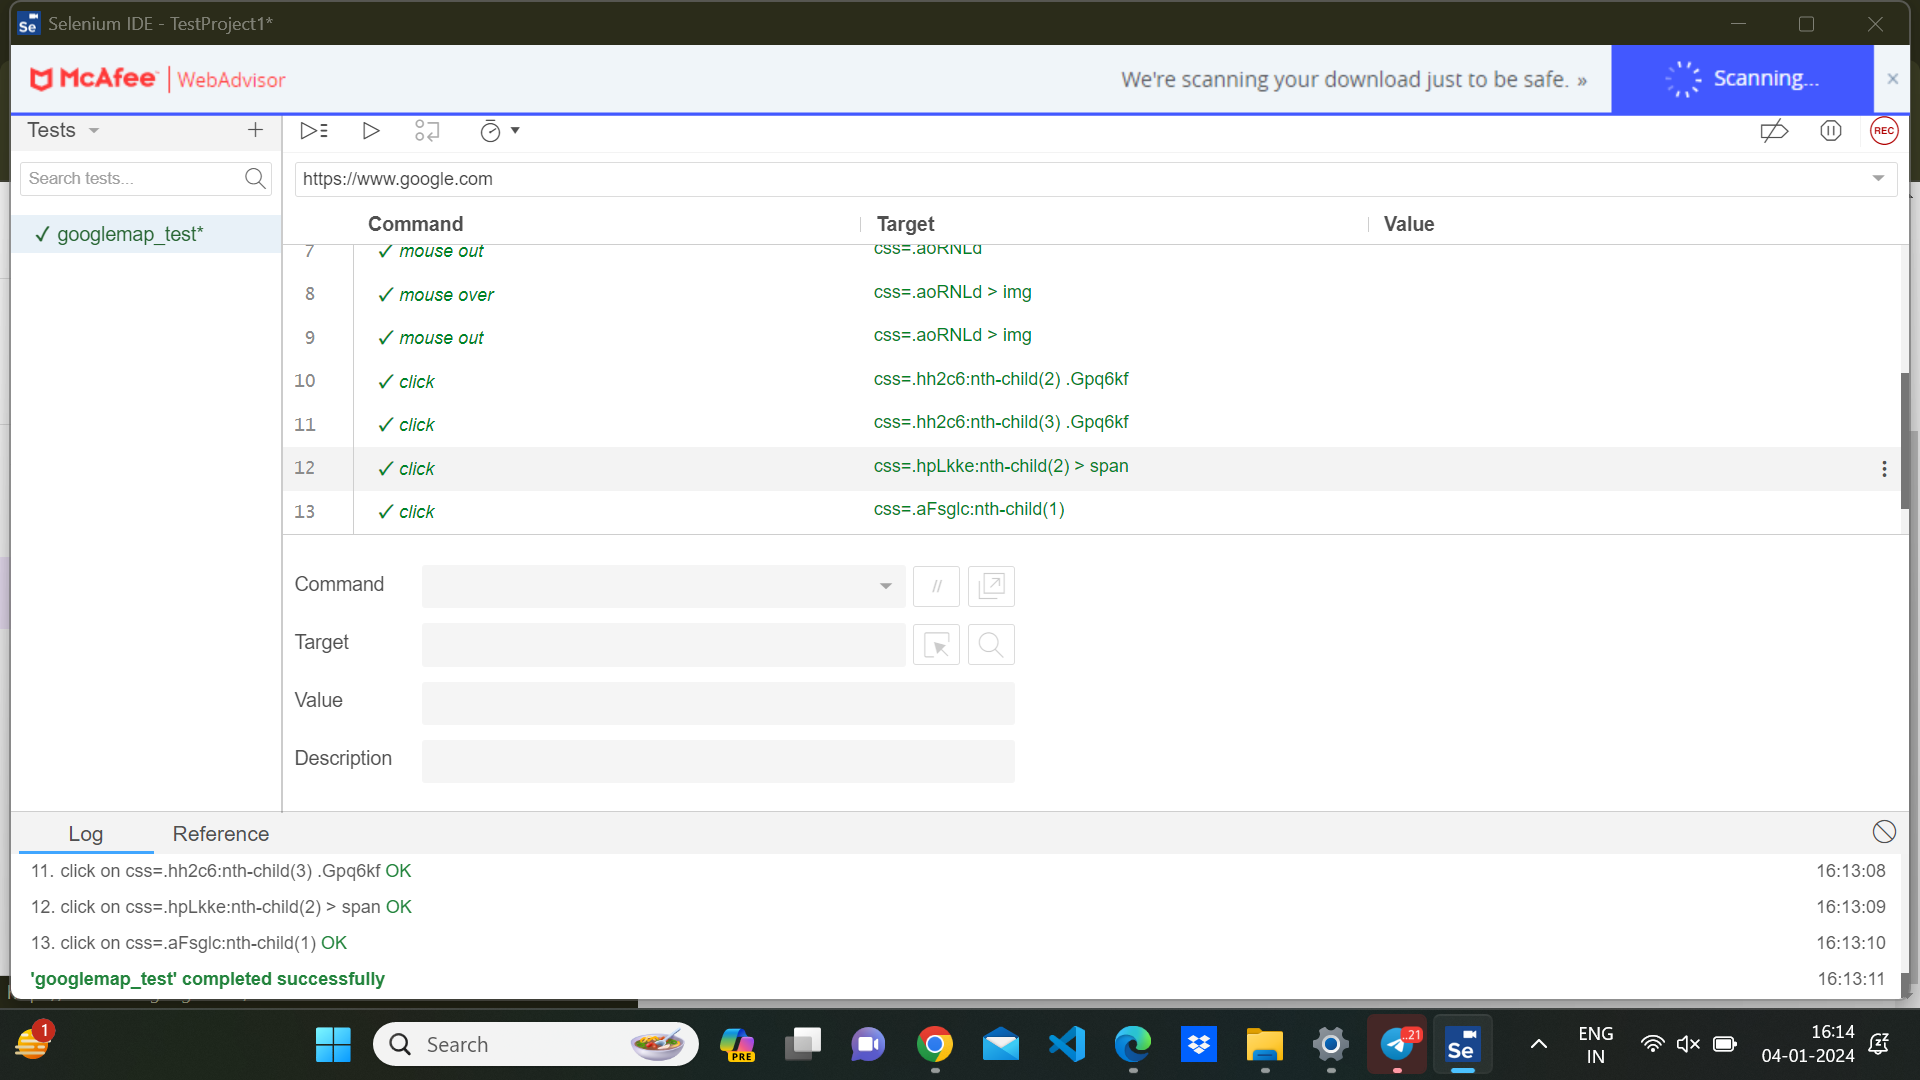 Selenium IDE - TestProject1*
McAfee | WebAdvisor
We're scanning your download just to be safe. »
Scanning...
Tests
REC
Search tests...
https://www.google.com
✓ googlemap_test*
Command Target Value
7 ✓ mouse out css=.aoRNLd
8 ✓ mouse over css=.aoRNLd > img
9 ✓ mouse out css=.aoRNLd > img
10 ✓ click css=.hh2c6:nth-child(2) .Gpq6kf
11 ✓ click css=.hh2c6:nth-child(3) .Gpq6kf
12 ✓ click css=.hpLkke:nth-child(2) > span
13 ✓ click css=.aFsglc:nth-child(1)
Command //
Target
Value
Description
Log Reference
11. click on css=.hh2c6:nth-child(3) .Gpq6kf OK 16:13:08
12. click on css=.hpLkke:nth-child(2) > span OK 16:13:09
13. click on css=.aFsglc:nth-child(1) OK 16:13:10
'googlemap_test' completed successfully 16:13:11
1
Search
PRE
..21
Se
ENG
IN
16:14
04-01-2024